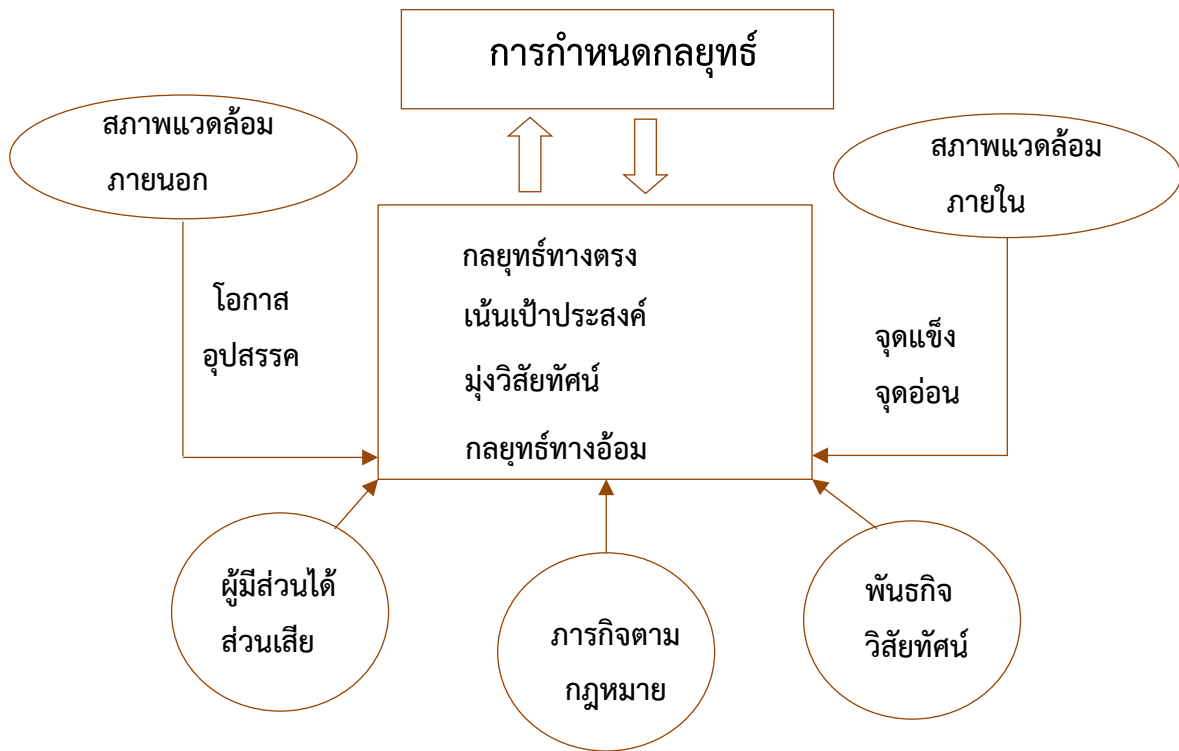 การกำหนดกลยุทธ์
สภาพแวดล้อม
ภายนอก
สภาพแวดล้อม
ภายใน
โอกาส
อุปสรรค
กลยุทธ์ทางตรง
เน้นเป้าประสงค์
มุ่งวิสัยทัศน์
กลยุทธ์ทางอ้อม
จุดแข็ง
จุดอ่อน
ผู้มีส่วนได้
ส่วนเสีย
ภารกิจตาม
กฎหมาย
พันธกิจ
วิสัยทัศน์